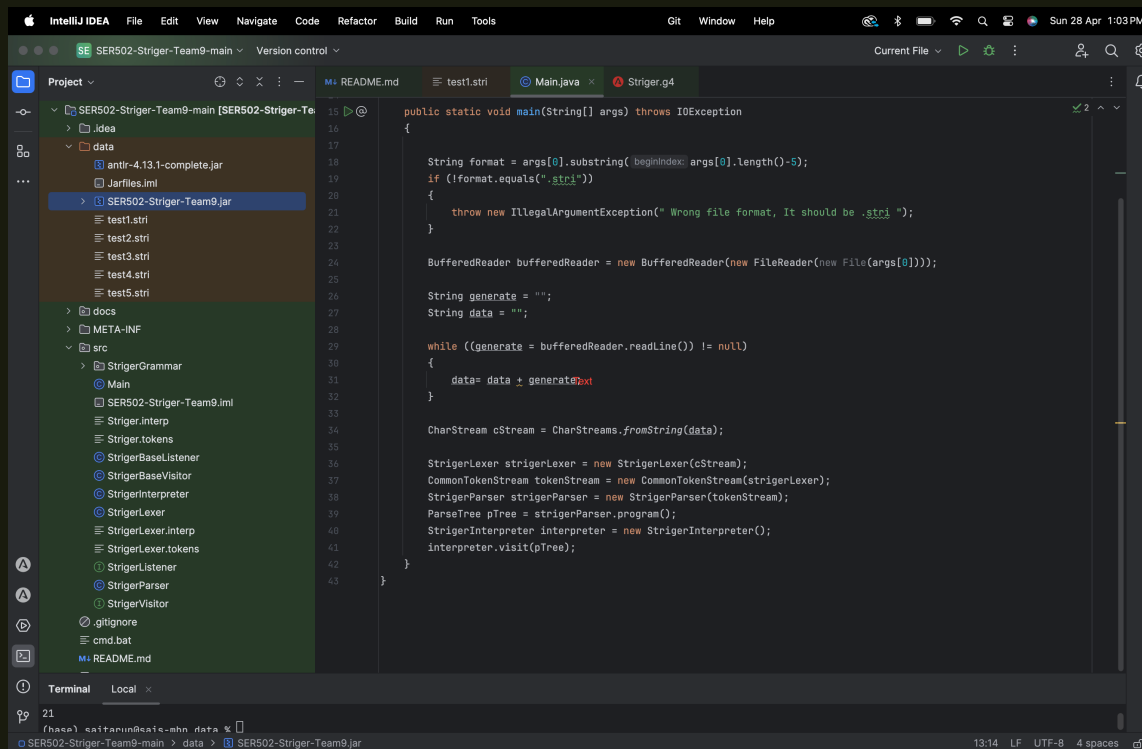 IntelliJ IDEA File Edit View Navigate Code Refactor Build Run Tools Git Window Help Sun 28 Apr 1:03 PM
SE SER502-Striger-Team9-main Version control Current File
Project
M↓ README.md test1.stri Main.java × Striger.g4
SER502-Striger-Team9-main [SER502-Striger-Te
.idea
data
antlr-4.13.1-complete.jar
Jarfiles.iml
SER502-Striger-Team9.jar
test1.stri
test2.stri
test3.stri
test4.stri
test5.stri
docs
META-INF
src
StrigerGrammar
Main
SER502-Striger-Team9.iml
Striger.interp
Striger.tokens
StrigerBaseListener
StrigerBaseVisitor
StrigerInterpreter
StrigerLexer
StrigerLexer.interp
StrigerLexer.tokens
StrigerListener
StrigerParser
StrigerVisitor
.gitignore
cmd.bat
M↓ README.md
2
15 public static void main(String[] args) throws IOException
16 {
17
18 String format = args[0].substring( beginIndex: args[0].length()-5);
19 if (!format.equals(".stri"))
20 {
21 throw new IllegalArgumentException(" Wrong file format, It should be .stri ");
22 }
23
24 BufferedReader bufferedReader = new BufferedReader(new FileReader(new File(args[0])));
25
26 String generate = "";
27 String data = "";
28
29 while ((generate = bufferedReader.readLine()) != null)
30 {
31 data= data + generate; Text
32 }
33
34 CharStream cStream = CharStreams.fromString(data);
35
36 StrigerLexer strigerLexer = new StrigerLexer(cStream);
37 CommonTokenStream tokenStream = new CommonTokenStream(strigerLexer);
38 StrigerParser strigerParser = new StrigerParser(tokenStream);
39 ParseTree pTree = strigerParser.program();
40 StrigerInterpreter interpreter = new StrigerInterpreter();
41 interpreter.visit(pTree);
42 }
43 }
Terminal Local ×
21
(base) saitarun@sais-mbp data %
SER502-Striger-Team9-main > data > SER502-Striger-Team9.jar 13:14 LF UTF-8 4 spaces